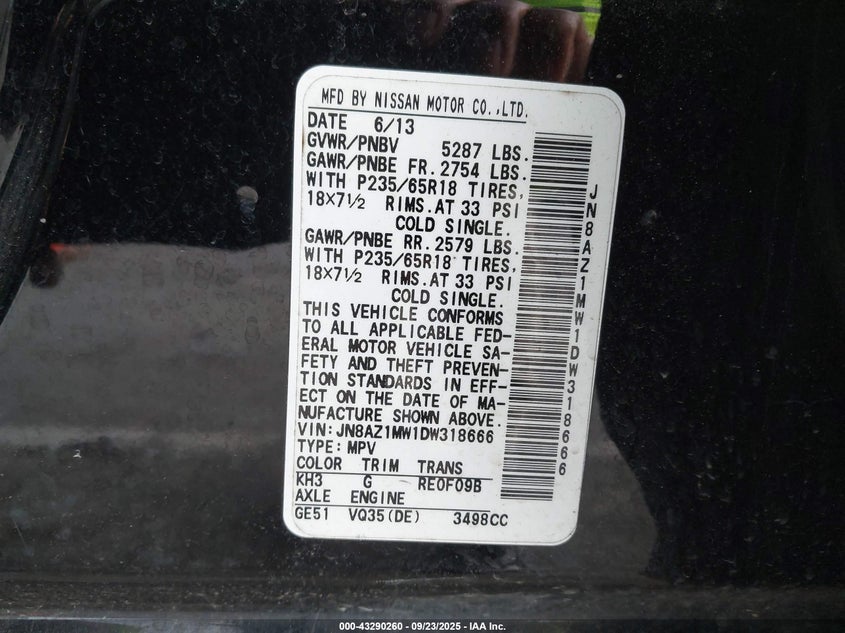 MFD BY NISSAN MOTOR CO.,LTD.
DATE 6/13
GVWR/PNBV 5287 LBS.
GAWR/PNBE FR. 2754 LBS.
WITH P235/65R18 TIRES,
18×7½ RIMS.AT 33 PSI
COLD SINGLE.
GAWR/PNBE RR. 2579 LBS.
WITH P235/65R18 TIRES,
18×7½ RIMS.AT 33 PSI
COLD SINGLE.
THIS VEHICLE CONFORMS
TO ALL APPLICABLE FED-
ERAL MOTOR VEHICLE SA-
FETY AND THEFT PREVEN-
TION STANDARDS IN EFF-
ECT ON THE DATE OF MA-
NUFACTURE SHOWN ABOVE.
VIN: JN8AZ1MW1DW318666
TYPE: MPV
COLOR TRIM TRANS
KH3 G RE0F09B
AXLE ENGINE
GE51 VQ35(DE) 3498CC
JN8AZ1MW1DW318666
000-43290260 - 09/23/2025 - IAA Inc.